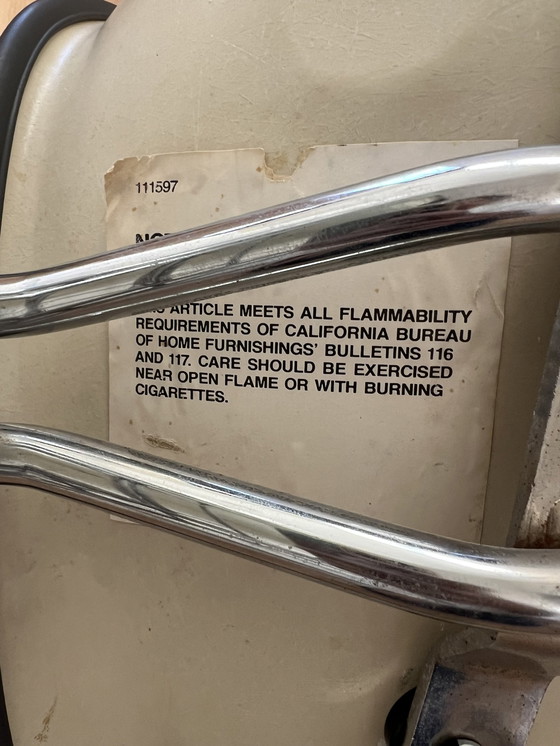 111597
ARTICLE MEETS ALL FLAMMABILITY
REQUIREMENTS OF CALIFORNIA BUREAU
OF HOME FURNISHINGS' BULLETINS 116
AND 117. CARE SHOULD BE EXERCISED
NEAR OPEN FLAME OR WITH BURNING
CIGARETTES.